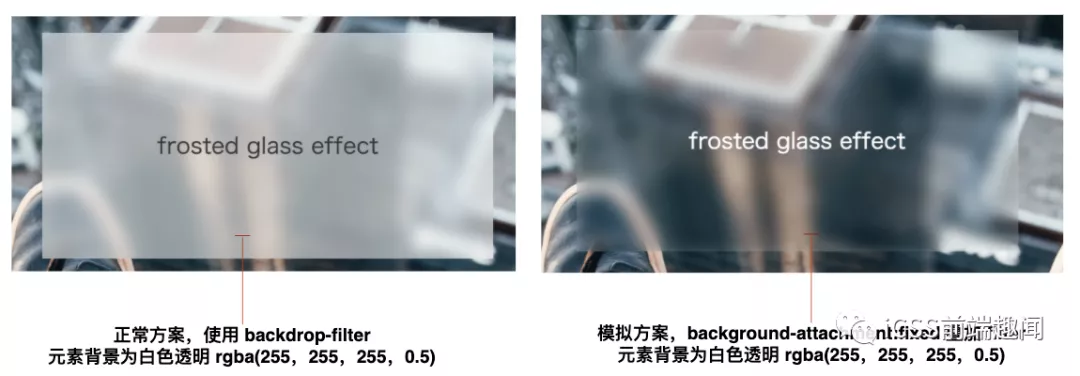 frosted glass effect
正常方案，使用 backdrop-filter
元素背景为白色透明 rgba(255，255，255，0.5)
frosted glass effect
模拟方案，background-attachment:fixed
iCSS前端趣闻
元素背景为白色透明 rgba(255，255，255，0.5)